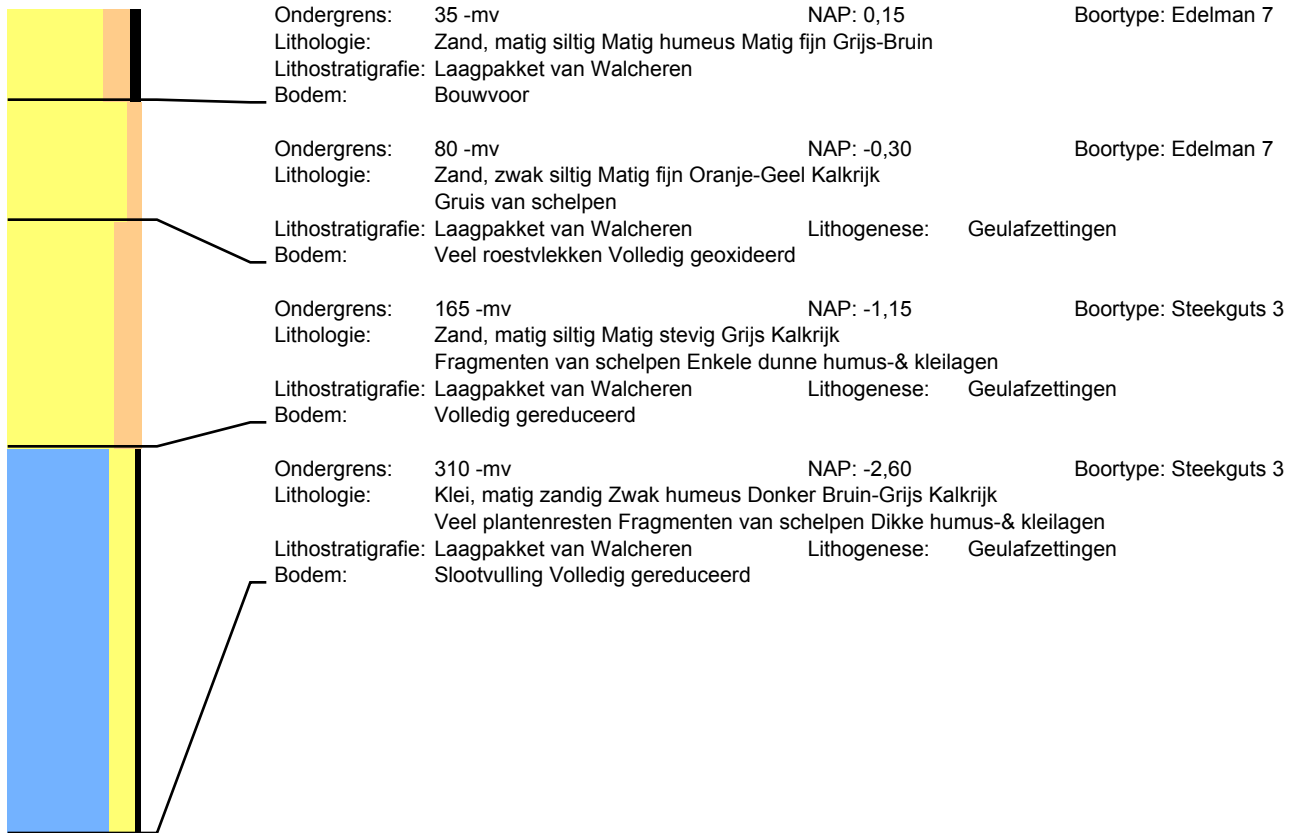 Ondergrens: 35 -mv NAP: 0,15 Boortype: Edelman 7
Lithologie: Zand, matig siltig Matig humeus Matig fijn Grijs-Bruin
Lithostratigrafie: Laagpakket van Walcheren
Bodem: Bouwvoor
Ondergrens: 80 -mv NAP: -0,30 Boortype: Edelman 7
Lithologie: Zand, zwak siltig Matig fijn Oranje-Geel Kalkrijk
Gruis van schelpen
Lithostratigrafie: Laagpakket van Walcheren Lithogenese: Geulafzettingen
Bodem: Veel roestvlekken Volledig geoxideerd
Ondergrens: 165 -mv NAP: -1,15 Boortype: Steekguts 3
Lithologie: Zand, matig siltig Matig stevig Grijs Kalkrijk
Fragmenten van schelpen Enkele dunne humus-& kleilagen
Lithostratigrafie: Laagpakket van Walcheren Lithogenese: Geulafzettingen
Bodem: Volledig gereduceerd
Ondergrens: 310 -mv NAP: -2,60 Boortype: Steekguts 3
Lithologie: Klei, matig zandig Zwak humeus Donker Bruin-Grijs Kalkrijk
Veel plantenresten Fragmenten van schelpen Dikke humus-& kleilagen
Lithostratigrafie: Laagpakket van Walcheren Lithogenese: Geulafzettingen
Bodem: Slootvulling Volledig gereduceerd